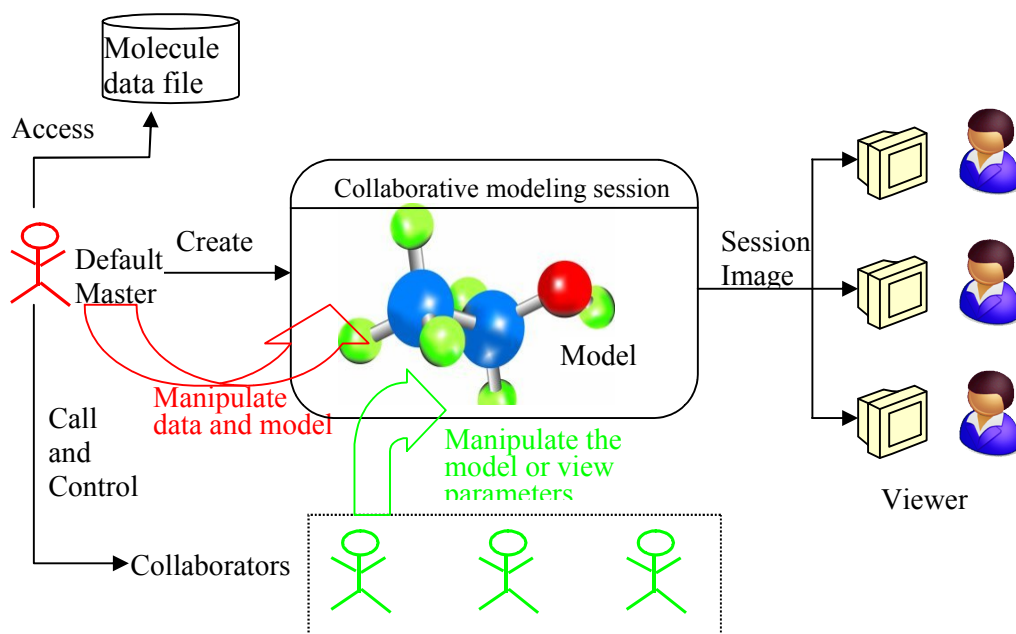 Molecule
data file
Access
Collaborative modeling session
Create
Default
Master
Session
Image
Model
Manipulate
data and model
Call
and
Control
Manipulate the
model or view
parameters
Viewer
Collaborators